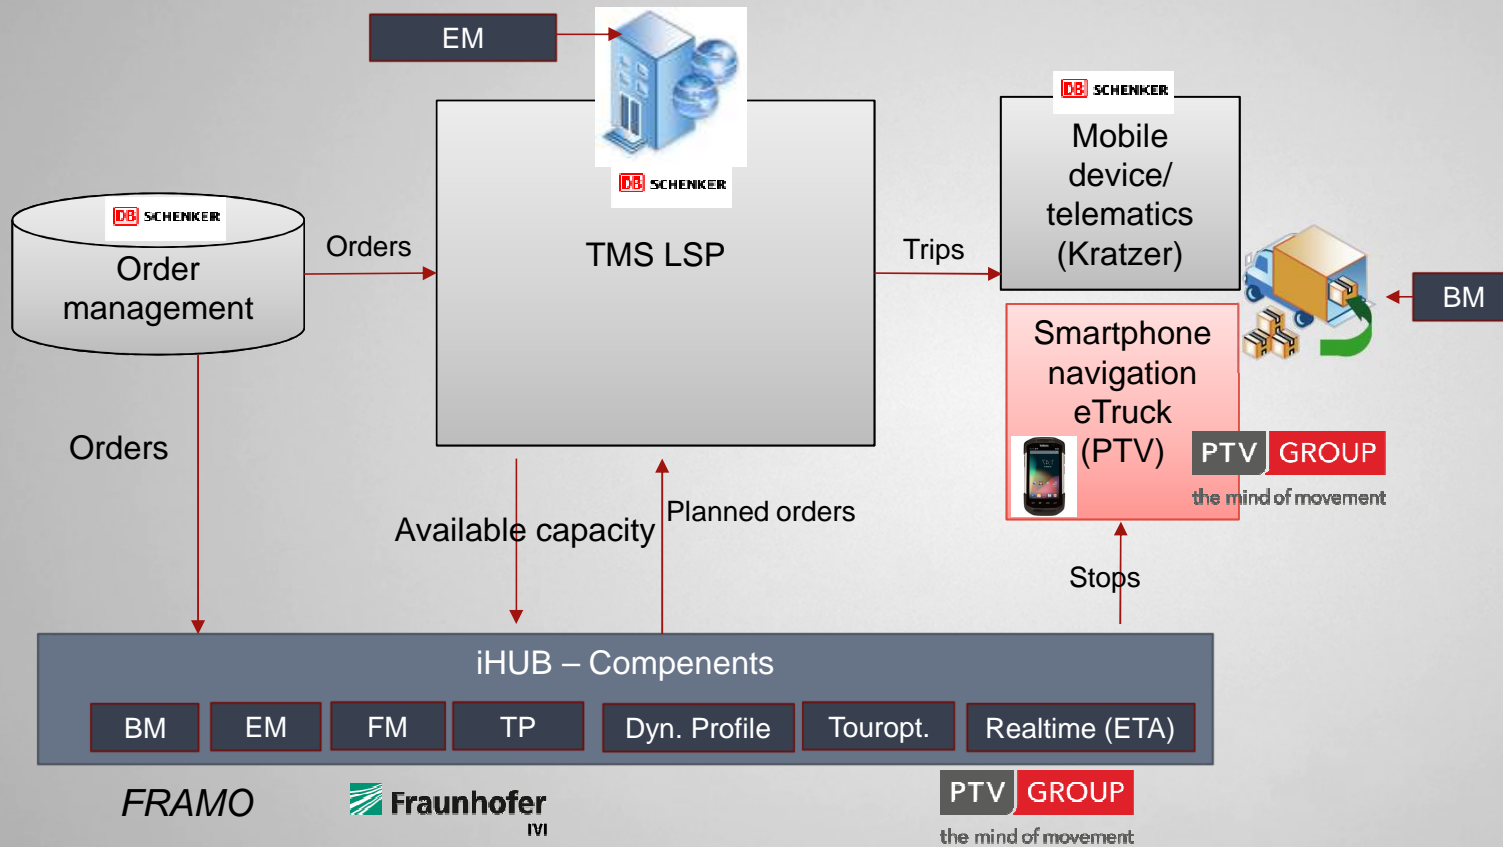 EM
DB SCHENKER
DB SCHENKER
DB SCHENKER
Mobile
device/
telematics
(Kratzer)
Order
management
Orders
TMS LSP
Trips
BM
Smartphone
navigation
eTruck
(PTV)
PTV GROUP
the mind of movement
Orders
Available capacity
Planned orders
Stops
iHUB – Compenents
BM
EM
FM
TP
Dyn. Profile
Touropt.
Realtime (ETA)
FRAMO
Fraunhofer
IVI
PTV GROUP
the mind of movement